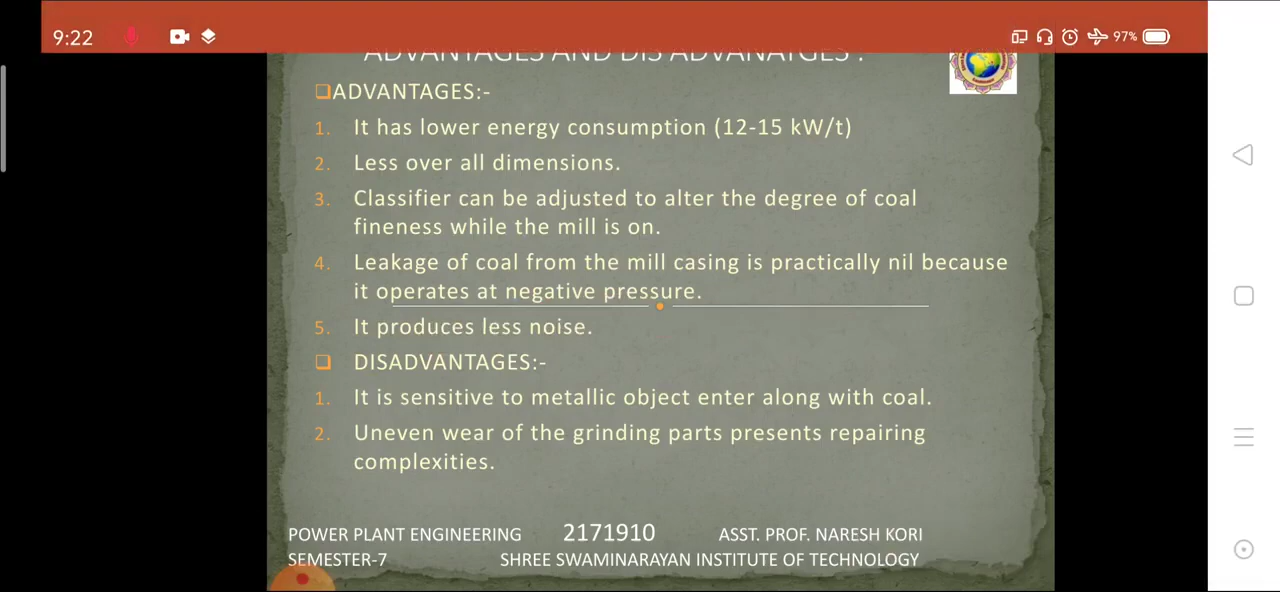 9:22
97%
ADVANTAGES AND DIS ADVANATGES :
❑ADVANTAGES:-
1. It has lower energy consumption (12-15 kW/t)
2. Less over all dimensions.
3. Classifier can be adjusted to alter the degree of coal
fineness while the mill is on.
4. Leakage of coal from the mill casing is practically nil because
it operates at negative pressure.
5. It produces less noise.
❑ DISADVANTAGES:-
1. It is sensitive to metallic object enter along with coal.
2. Uneven wear of the grinding parts presents repairing
complexities.
POWER PLANT ENGINEERING 2171910 ASST. PROF. NARESH KORI
SEMESTER-7 SHREE SWAMINARAYAN INSTITUTE OF TECHNOLOGY